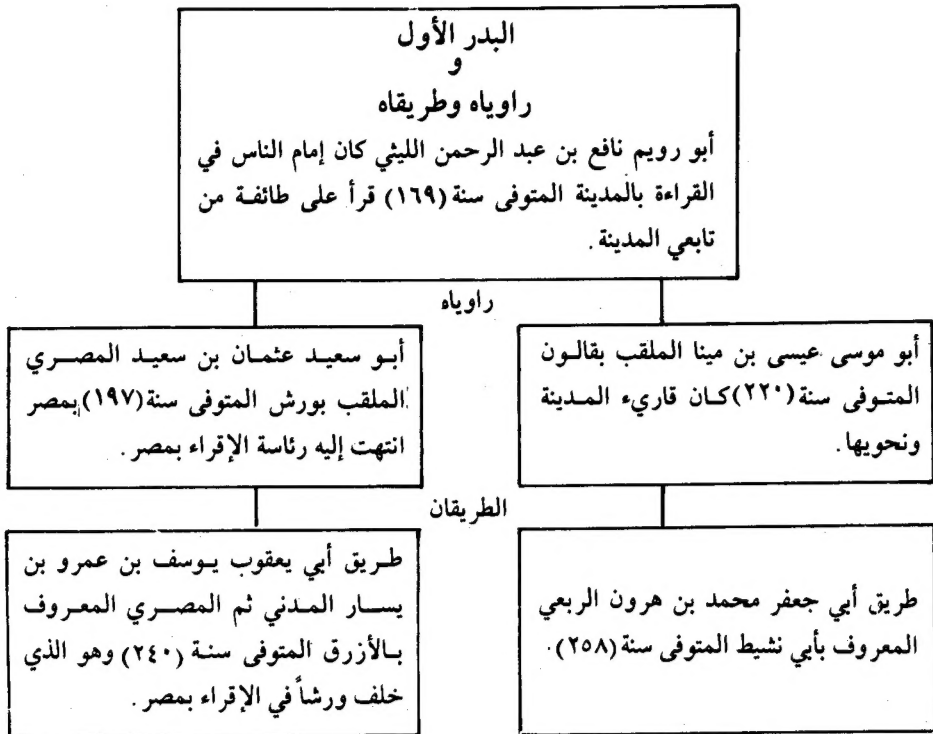 البدر الأول
و
راوياه وطريقاه
أبو رويم نافع بن عبد الرحمن الليثي كان إمام الناس في
القراءة بالمدينة المتوفى سنة (١٦٩) قرأ على طائفة من
تابعي المدينة.
راوياه
أبو موسى عيسى بن مينا الملقب بقالون
المتوفى سنة (٢٢٠) كان قاريء المدينة
ونحويها.
أبو سعيد عثمان بن سعيد المصري
الملقب بورش المتوفى سنة (١٩٧) بمصر
انتهت إليه رئاسة الإقراء بمصر.
الطريقان
طريق أبي جعفر محمد بن هرون الربعي
المعروف بأبي نشيط المتوفى سنة (٢٥٨).
طريق أبي يعقوب يوسف بن عمرو بن
يسار المدني ثم المصري المعروف
بالأزرق المتوفى سنة (٢٤٠) وهو الذي
خلف ورشاً في الإقراء بمصر.